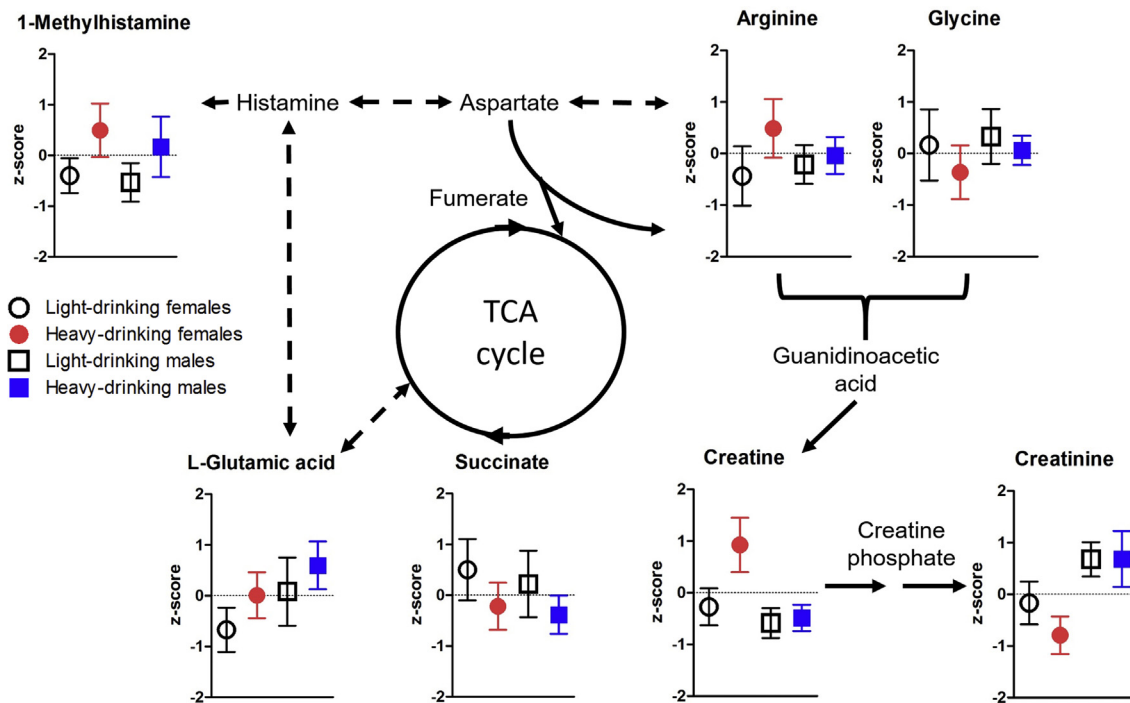 1-Methylhistamine
2
1
0
-1
-2
z-score
Histamine
Aspartate
Arginine
2
1
0
-1
-2
z-score
Glycine
2
1
0
-1
-2
z-score
Fumerate
TCA
cycle
Light-drinking females
Heavy-drinking females
Light-drinking males
Heavy-drinking males
Guanidinoacetic
acid
L-Glutamic acid
2
1
0
-1
-2
z-score
Succinate
2
1
0
-1
-2
z-score
Creatine
2
1
0
-1
-2
z-score
Creatine
phosphate
Creatinine
2
1
0
-1
-2
z-score